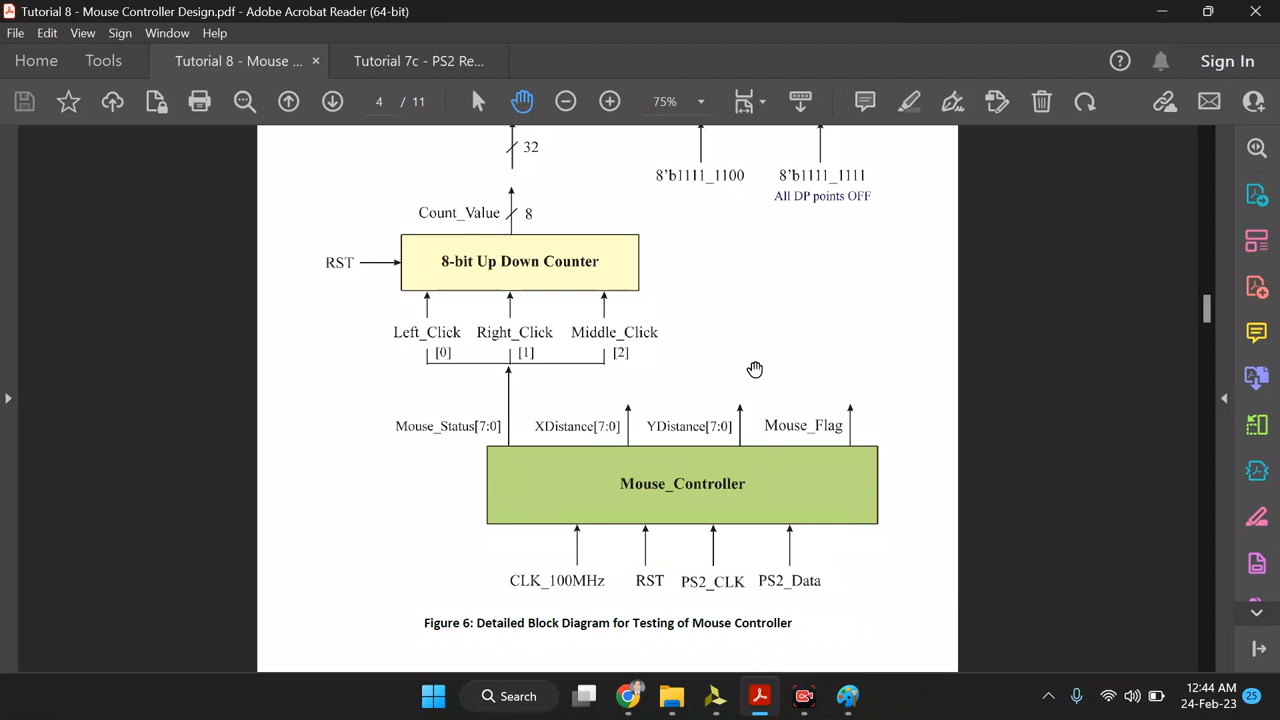 Tutorial 8 - Mouse Controller Design.pdf - Adobe Acrobat Reader (64-bit)
File Edit View Sign Window Help
Home Tools Tutorial 8 - Mouse ... × Tutorial 7c - PS2 Re... ? Sign In
4 / 11 75%
32
8'b1111_1100 8'b1111_1111
All DP points OFF
Count_Value 8
RST 8-bit Up Down Counter
Left_Click Right_Click Middle_Click
[0] [1] [2]
Mouse_Status[7:0] XDistance[7:0] YDistance[7:0] Mouse_Flag
Mouse_Controller
CLK_100MHz RST PS2_CLK PS2_Data
Figure 6: Detailed Block Diagram for Testing of Mouse Controller
Search
12:44 AM
24-Feb-23
25